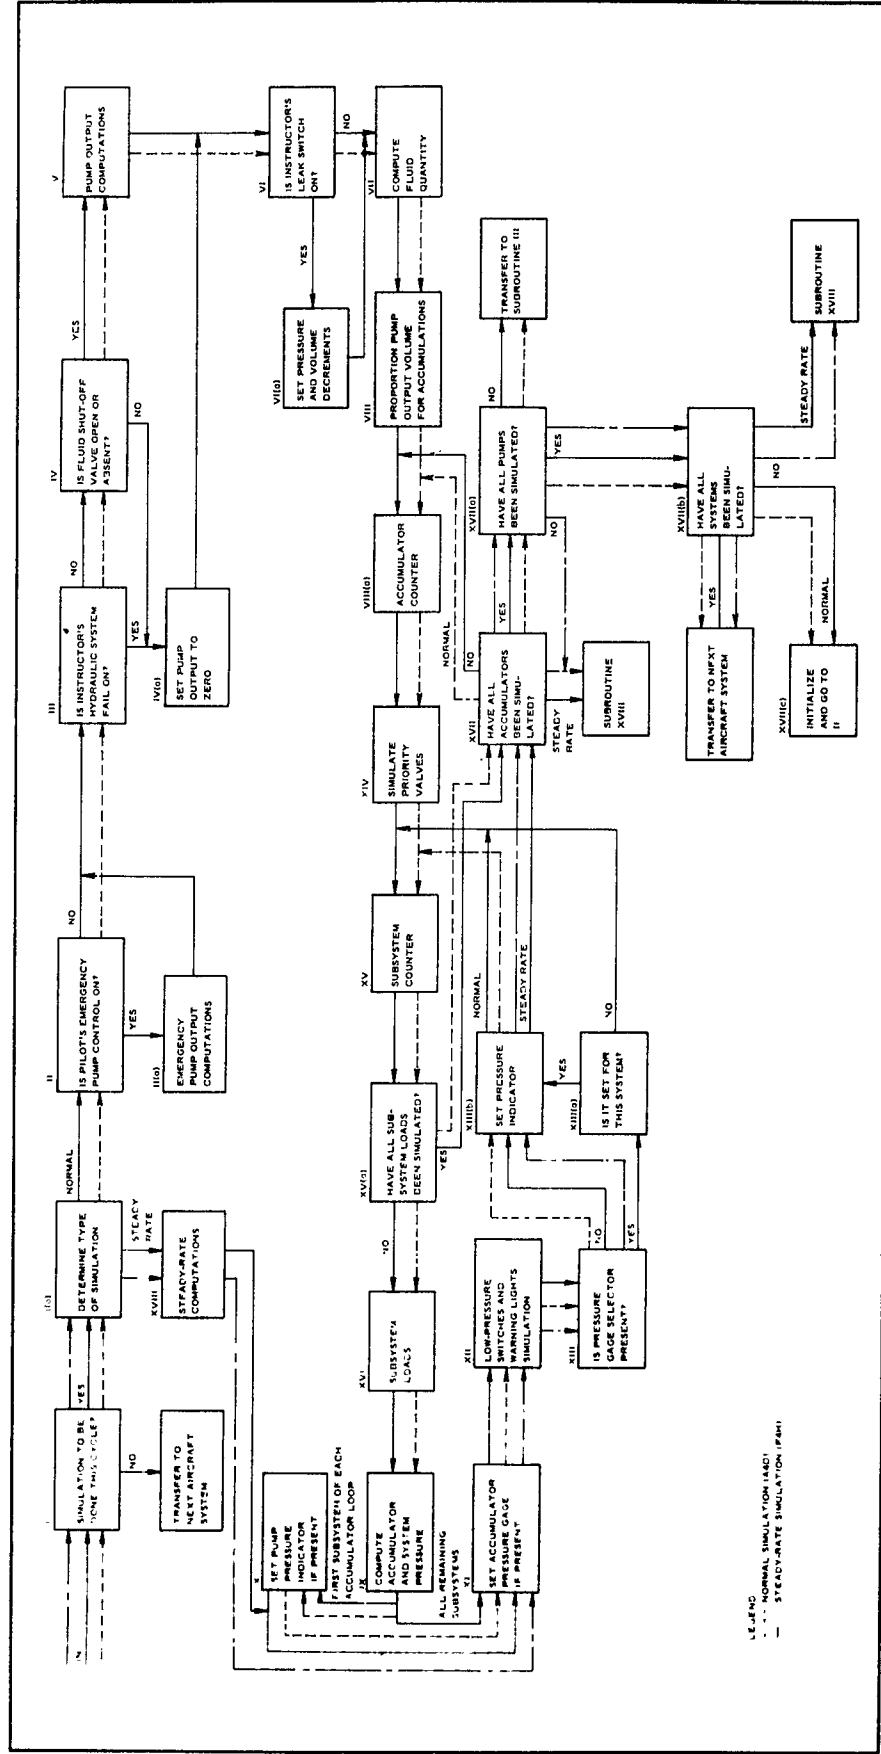 IN
I
SIMULATION TO BE
DONE THIS CYCLE?
YES
NO
TRANSFER TO
NEXT AIRCRAFT
SYSTEM
I(a)
DETERMINE TYPE
OF SIMULATION
NORMAL
STEADY
RATE
XVIII
STEADY-RATE
COMPUTATIONS
II
IS PILOT'S EMERGENCY
PUMP CONTROL ON?
NO
YES
II(a)
EMERGENCY
PUMP OUTPUT
COMPUTATIONS
III
IS INSTRUCTOR'S
HYDRAULIC SYSTEM
FAIL ON?
NO
YES
IV(a)
SET PUMP
OUTPUT TO
ZERO
IV
IS FLUID SHUT-OFF
VALVE OPEN OR
ABSENT?
YES
NO
V
PUMP OUTPUT
COMPUTATIONS
VI
IS INSTRUCTOR'S
LEAK SWITCH
ON?
YES
NO
VI(a)
SET PRESSURE
AND VOLUME
DECREMENTS
VII
COMPUTE
FLUID
QUANTITY
VIII
PROPORTION PUMP
OUTPUT VOLUME
FOR ACCUMULATIONS
VIII(a)
ACCUMULATOR
COUNTER
XIV
SIMULATE
PRIORITY
VALVES
XV
SUBSYSTEM
COUNTER
XV(a)
HAVE ALL SUB-
SYSTEM LOADS
BEEN SIMULATED?
NO
YES
XVI
SUBSYSTEM
LOADS
IX
COMPUTE
ACCUMULATOR
AND SYSTEM
PRESSURE
FIRST SUBSYSTEM OF EACH
ACCUMULATOR LOOP
ALL REMAINING
SUBSYSTEMS
X
SET PUMP
PRESSURE
INDICATOR
IF PRESENT
XI
SET ACCUMULATOR
PRESSURE GAGE
IF PRESENT
XII
LOW-PRESSURE
SWITCHES AND
WARNING LIGHTS
SIMULATION
XIII
IS PRESSURE
GAGE SELECTOR
PRESENT?
NO
YES
XIII(a)
IS IT SET FOR
THIS SYSTEM?
YES
NO
XIII(b)
SET PRESSURE
INDICATOR
NORMAL
STEADY RATE
XVII
HAVE ALL
ACCUMULATORS
BEEN SIMU-
LATED?
NORMAL
NO
YES
STEADY
RATE
SUBROUTINE
XVIII
XVII(a)
HAVE ALL PUMPS
BEEN SIMULATED?
NO
NO
YES
TRANSFER TO
SUBROUTINE III
XVII(b)
HAVE ALL
SYSTEMS
BEEN SIMU-
LATED?
YES
NO
STEADY RATE
NORMAL
TRANSFER TO NEXT
AIRCRAFT SYSTEM
SUBROUTINE
XVIII
XVIII(c)
INITIALIZE
AND GO TO
II
LEGEND
NORMAL SIMULATION (A4D)
STEADY-RATE SIMULATION (F4H)